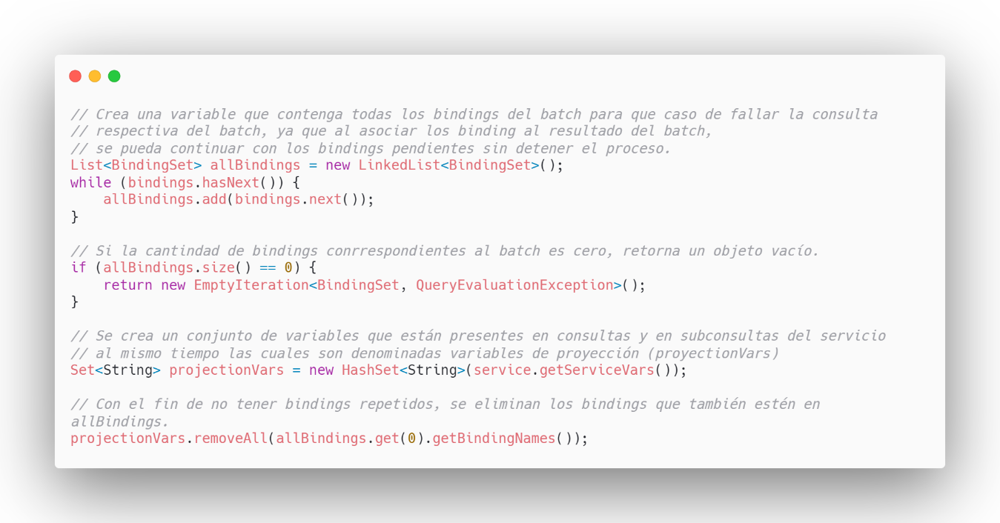 // Crea una variable que contenga todas los bindings del batch para que caso de fallar la consulta
// respectiva del batch, ya que al asociar los binding al resultado del batch,
// se pueda continuar con los bindings pendientes sin detener el proceso.
List<BindingSet> allBindings = new LinkedList<BindingSet>();
while (bindings.hasNext()) {
    allBindings.add(bindings.next());
}

// Si la cantindad de bindings conrrespondientes al batch es cero, retorna un objeto vacío.
if (allBindings.size() == 0) {
    return new EmptyIteration<BindingSet, QueryEvaluationException>();
}

// Se crea un conjunto de variables que están presentes en consultas y en subconsultas del servicio
// al mismo tiempo las cuales son denominadas variables de proyección (proyectionVars)
Set<String> projectionVars = new HashSet<String>(service.getServiceVars());

// Con el fin de no tener bindings repetidos, se eliminan los bindings que también estén en
allBindings.
projectionVars.removeAll(allBindings.get(0).getBindingNames());